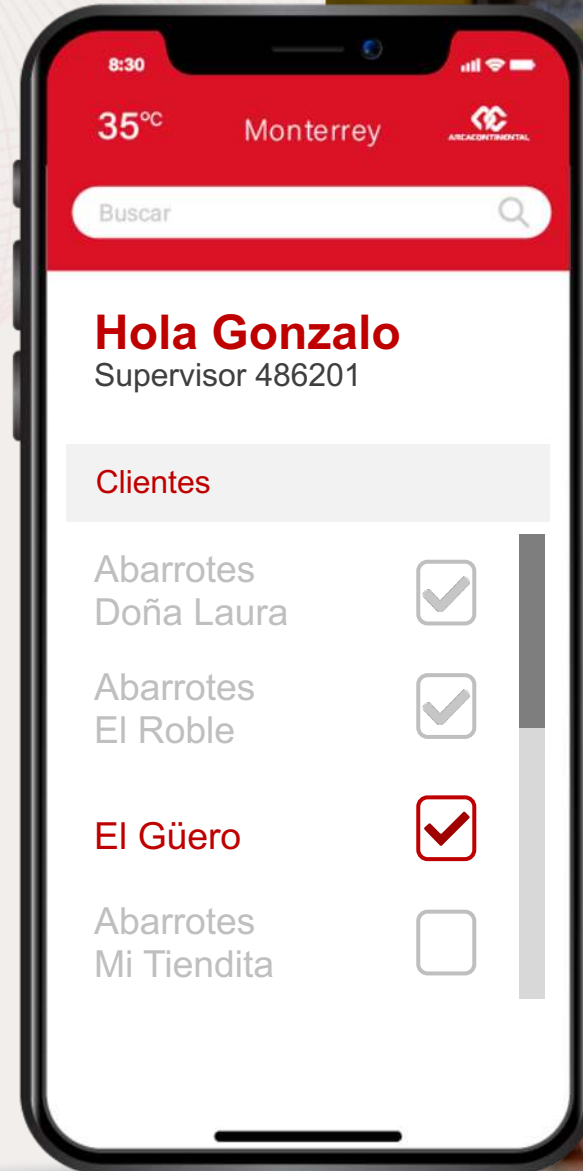 8:30
35°C
Monterrey
ARCACONTINENTAL
Buscar
Hola Gonzalo
Supervisor 486201
Clientes
Abarrotes
Doña Laura
Abarrotes
El Roble
El Güero
Abarrotes
Mi Tiendita